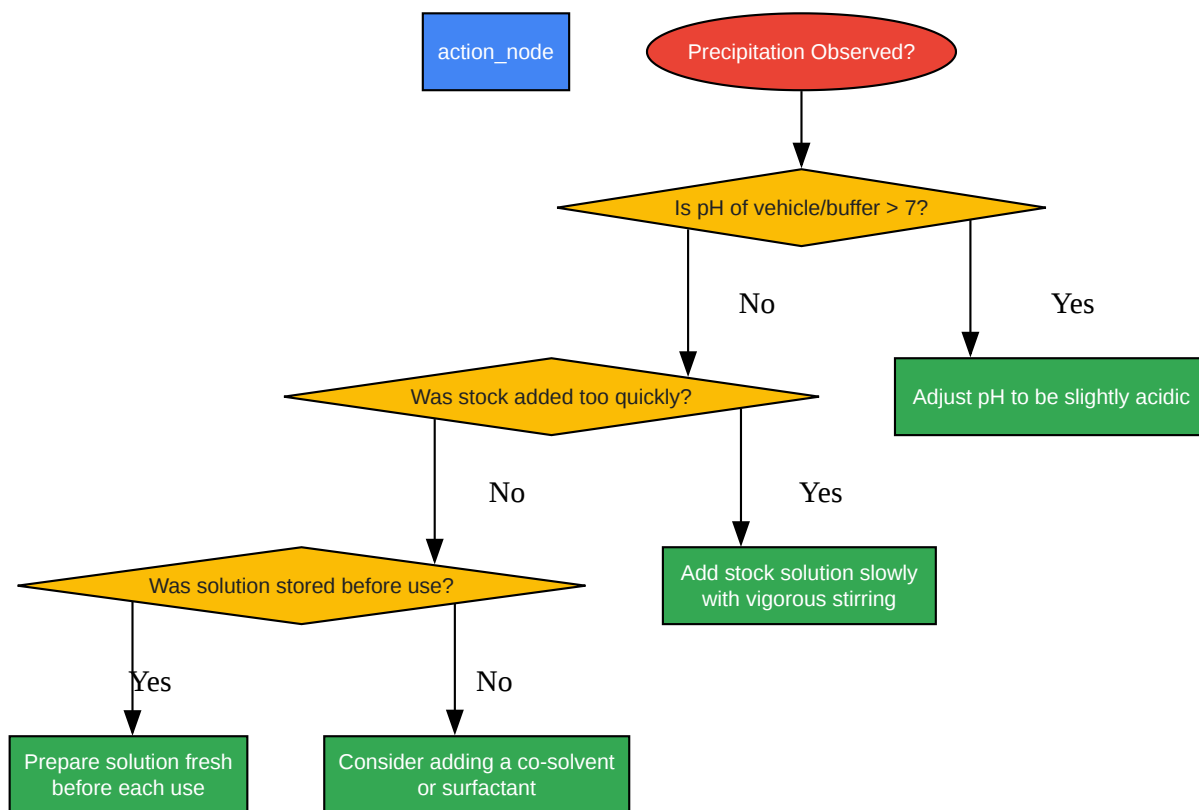 action_node
Precipitation Observed?
Is pH of vehicle/buffer > 7?
No
Yes
Was stock added too quickly?
Adjust pH to be slightly acidic
No
Yes
Was solution stored before use?
Add stock solution slowly
with vigorous stirring
Yes
No
Prepare solution fresh
before each use
Consider adding a co-solvent
or surfactant